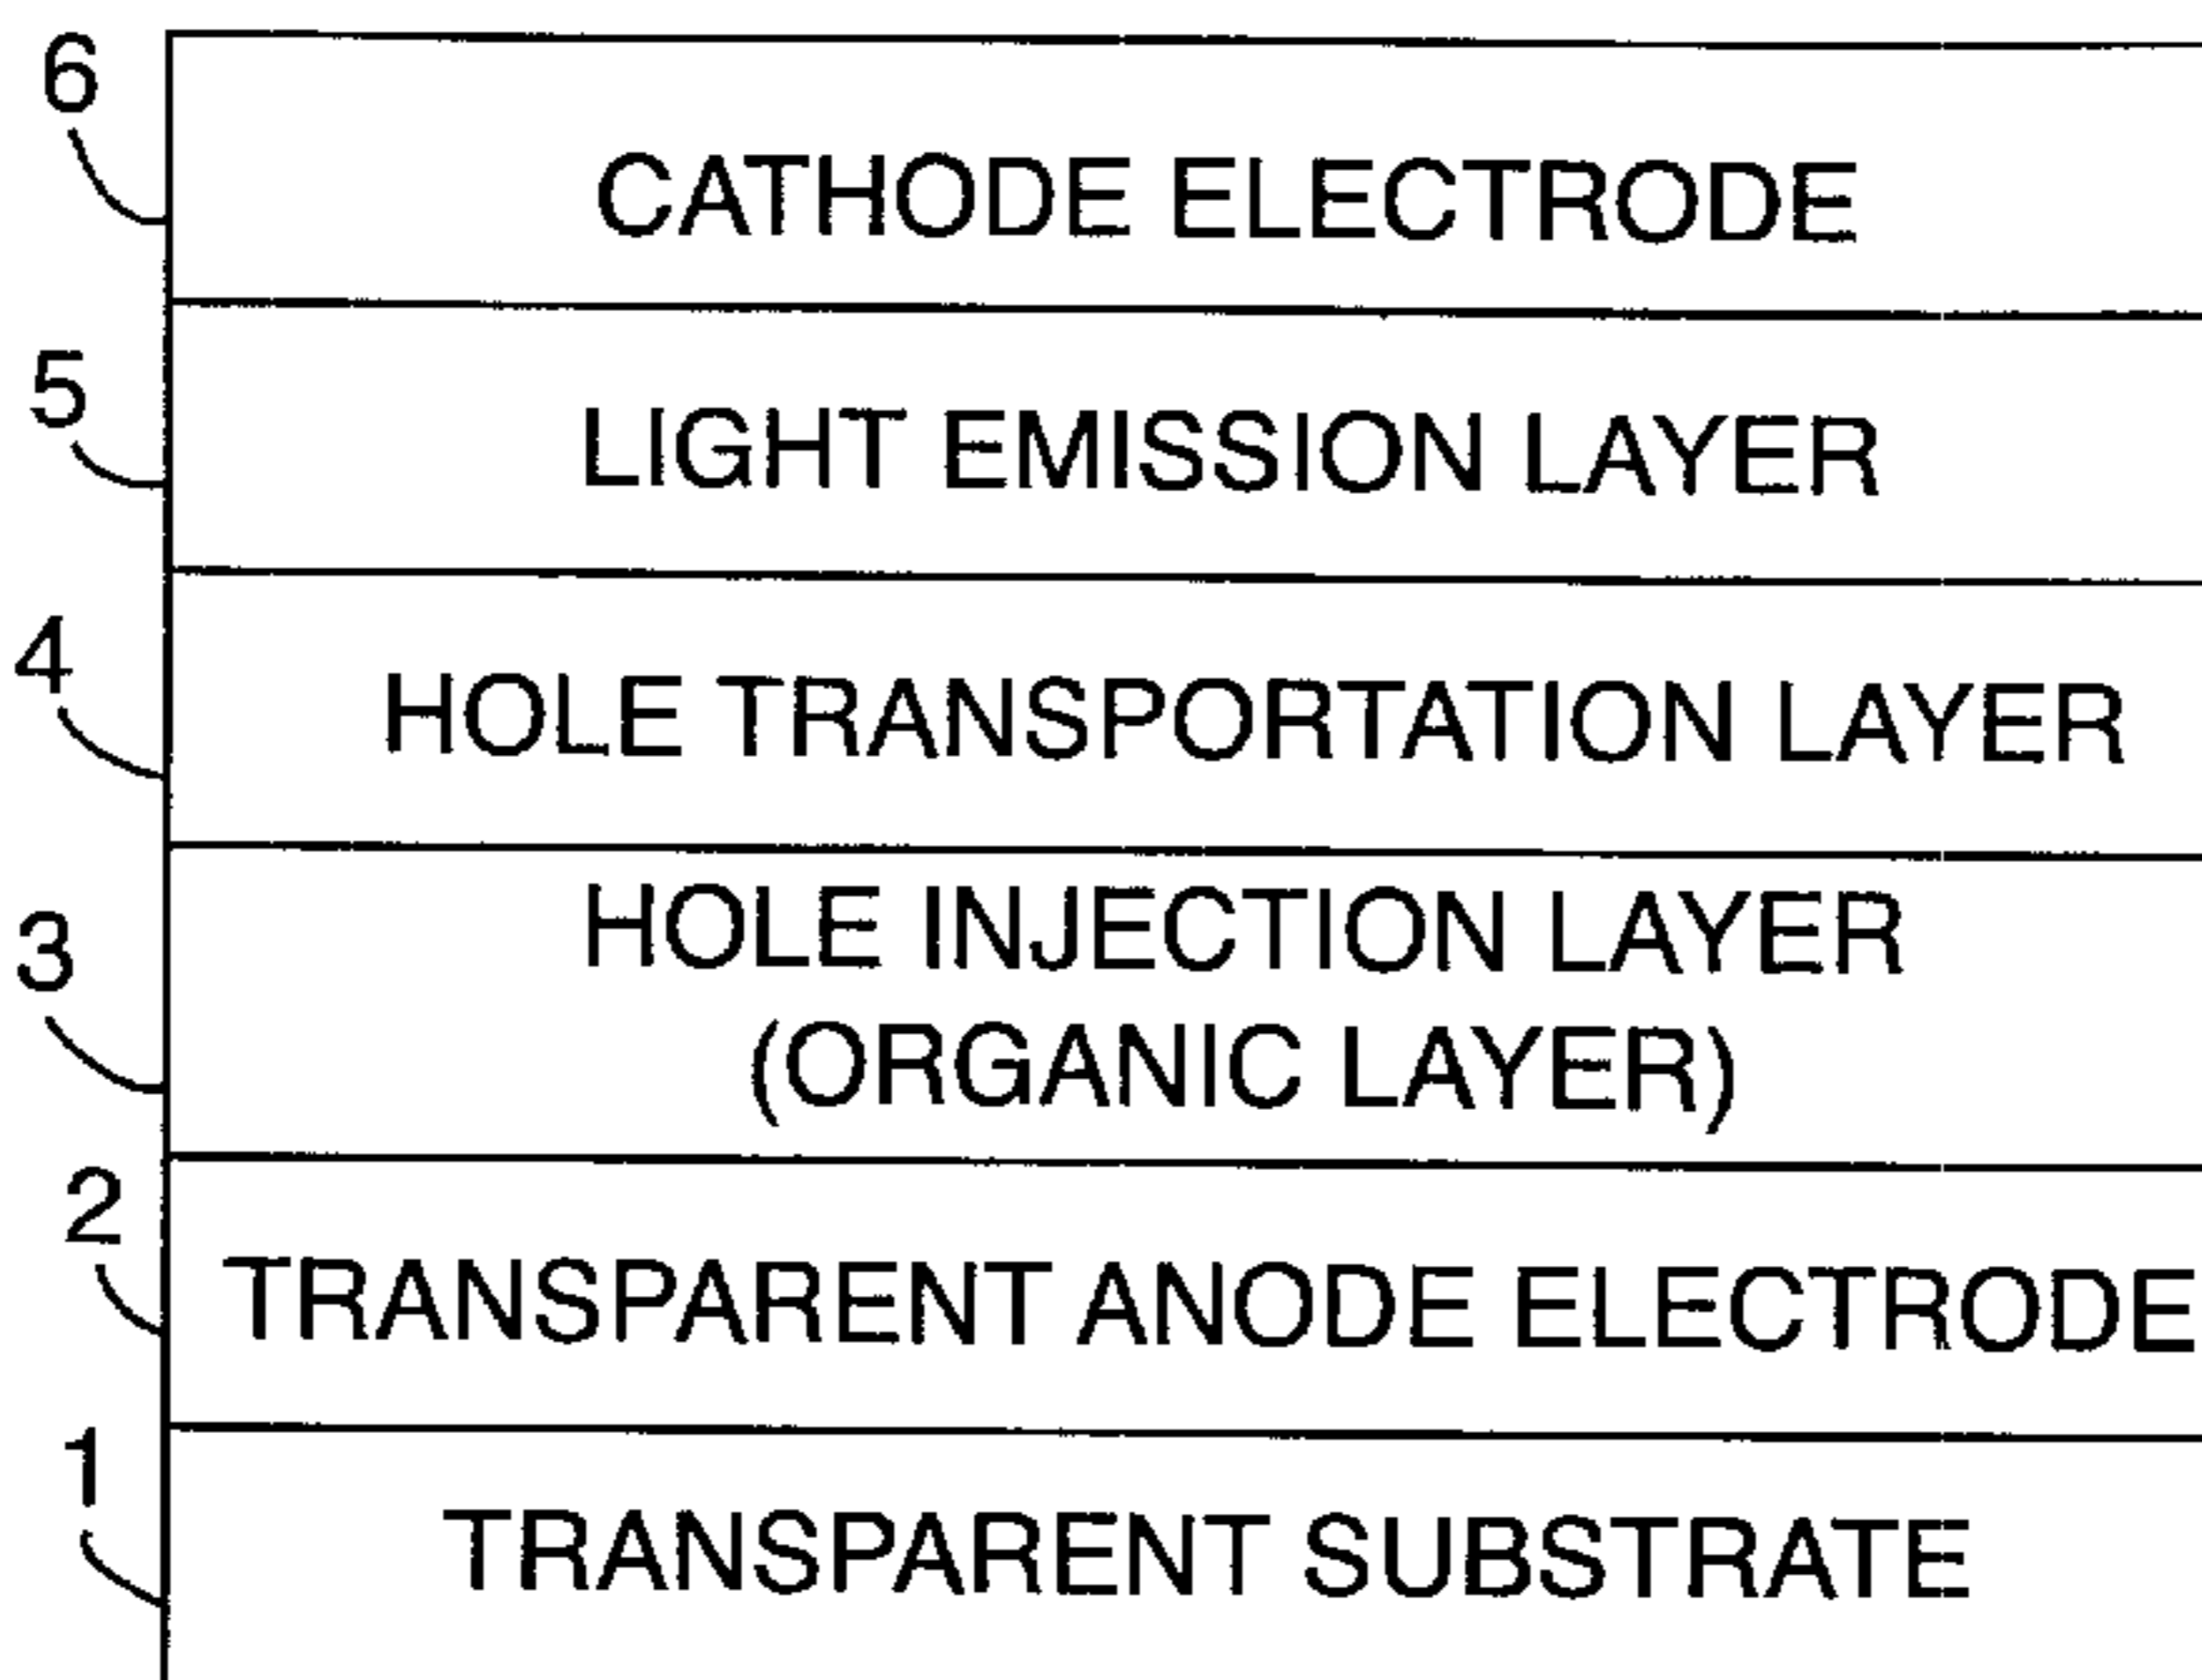 6
CATHODE ELECTRODE
5
LIGHT EMISSION LAYER
4
HOLE TRANSPORTATION LAYER
3
HOLE INJECTION LAYER
(ORGANIC LAYER)
2
TRANSPARENT ANODE ELECTRODE
1
TRANSPARENT SUBSTRATE